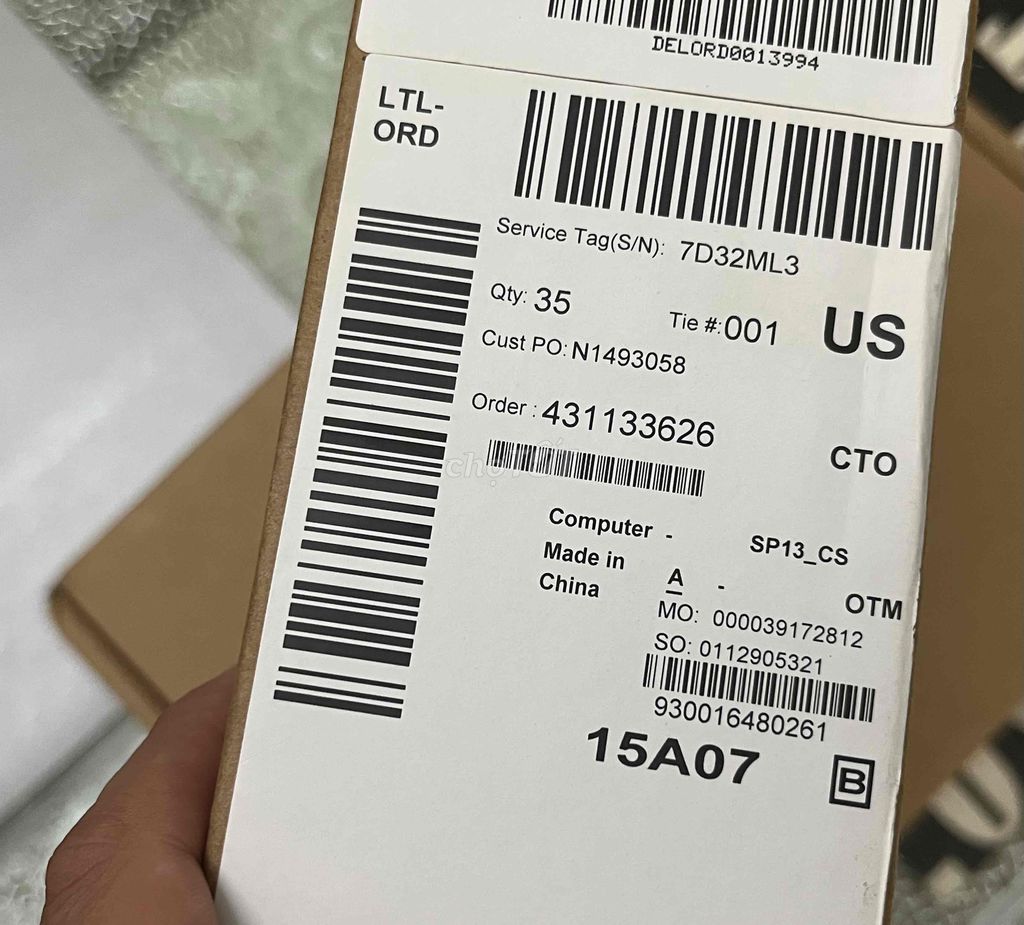 DELORD0013994
LTL-
ORD
Service Tag(S/N): 7D32ML3
Qty: 35
Tie #:001
US
Cust PO: N1493058
Order : 431133626
CTO
chợTỐT
Computer -
SP13_CS
Made in
China
A -
OTM
MO: 000039172812
SO: 0112905321
930016480261
15A07
B